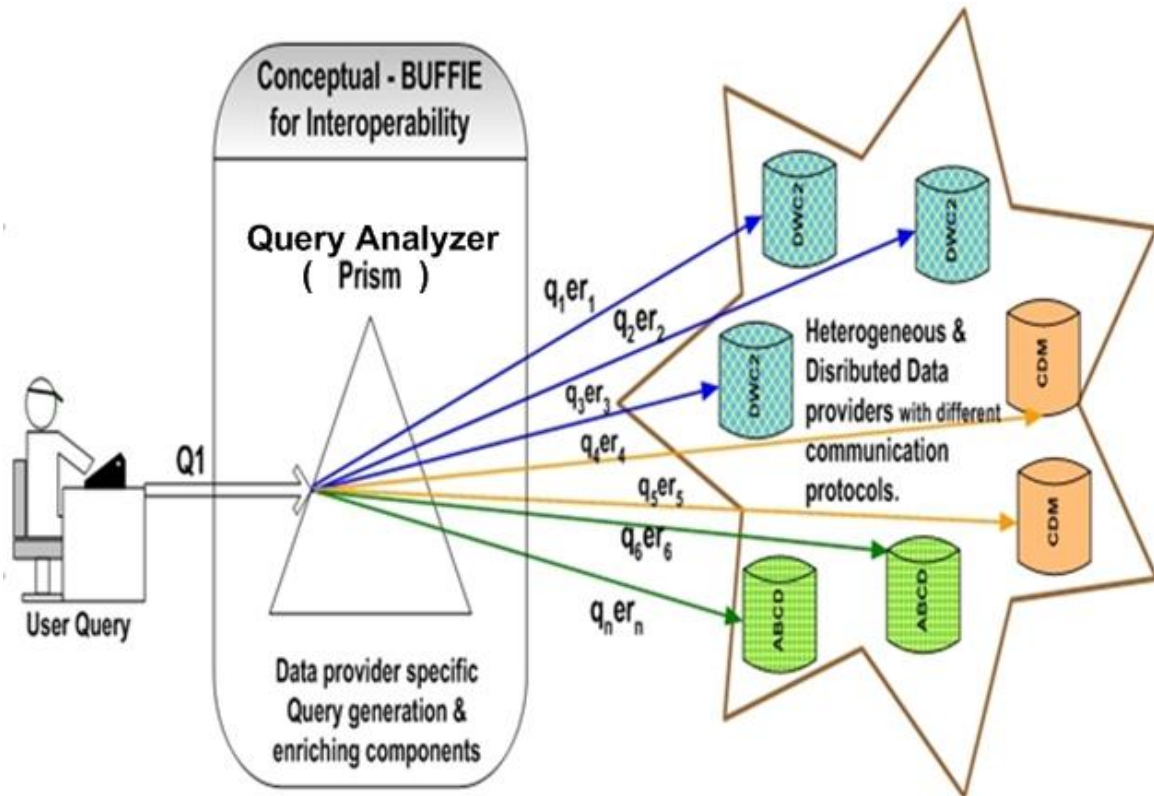 Conceptual - BUFFIE
for Interoperability
Query Analyzer
( Prism )
Q1
User Query
Data provider specific
Query generation &
enriching components
q₁er₁
q₂er₂
q₃er₃
q₄er₄
q₅er₅
q₆er₆
qₙerₙ
DWC2
DWC2
DWC2
Heterogeneous &
Disributed Data
providers with different
communication
protocols.
CDM
CDM
ABCD
ABCD